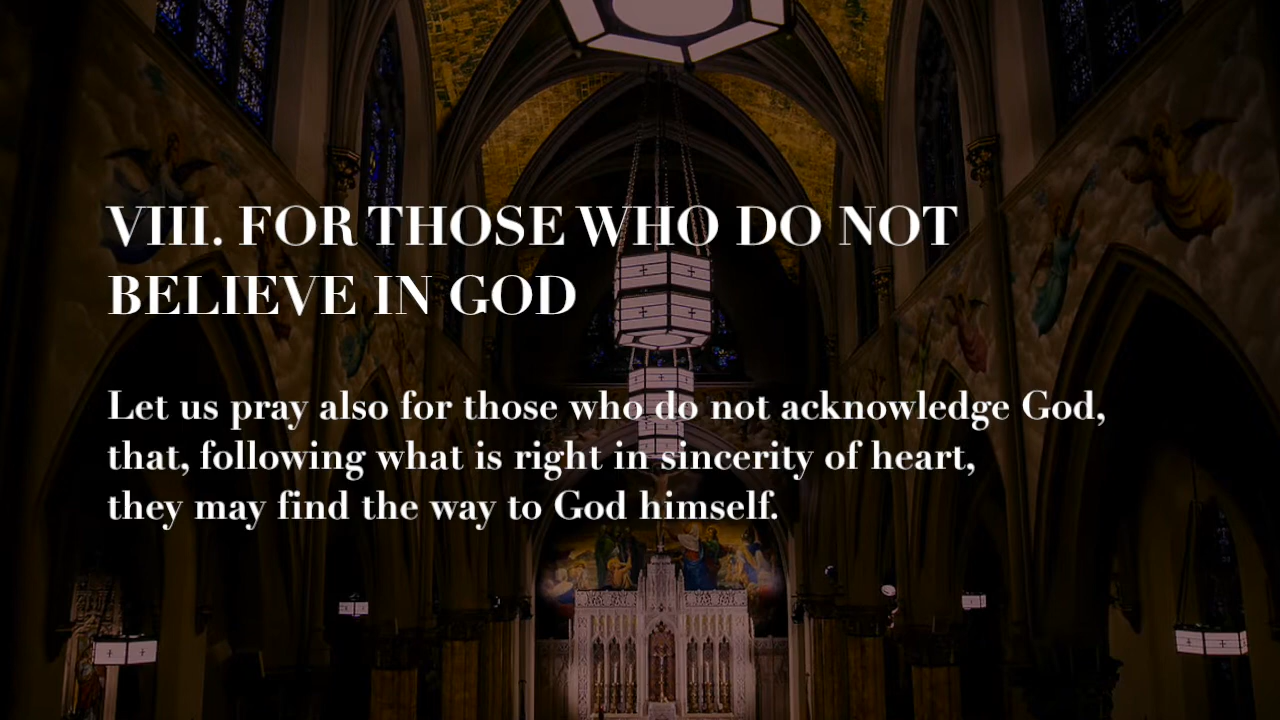 VIII. FOR THOSE WHO DO NOT
BELIEVE IN GOD
Let us pray also for those who do not acknowledge God,
that, following what is right in sincerity of heart,
they may find the way to God himself.